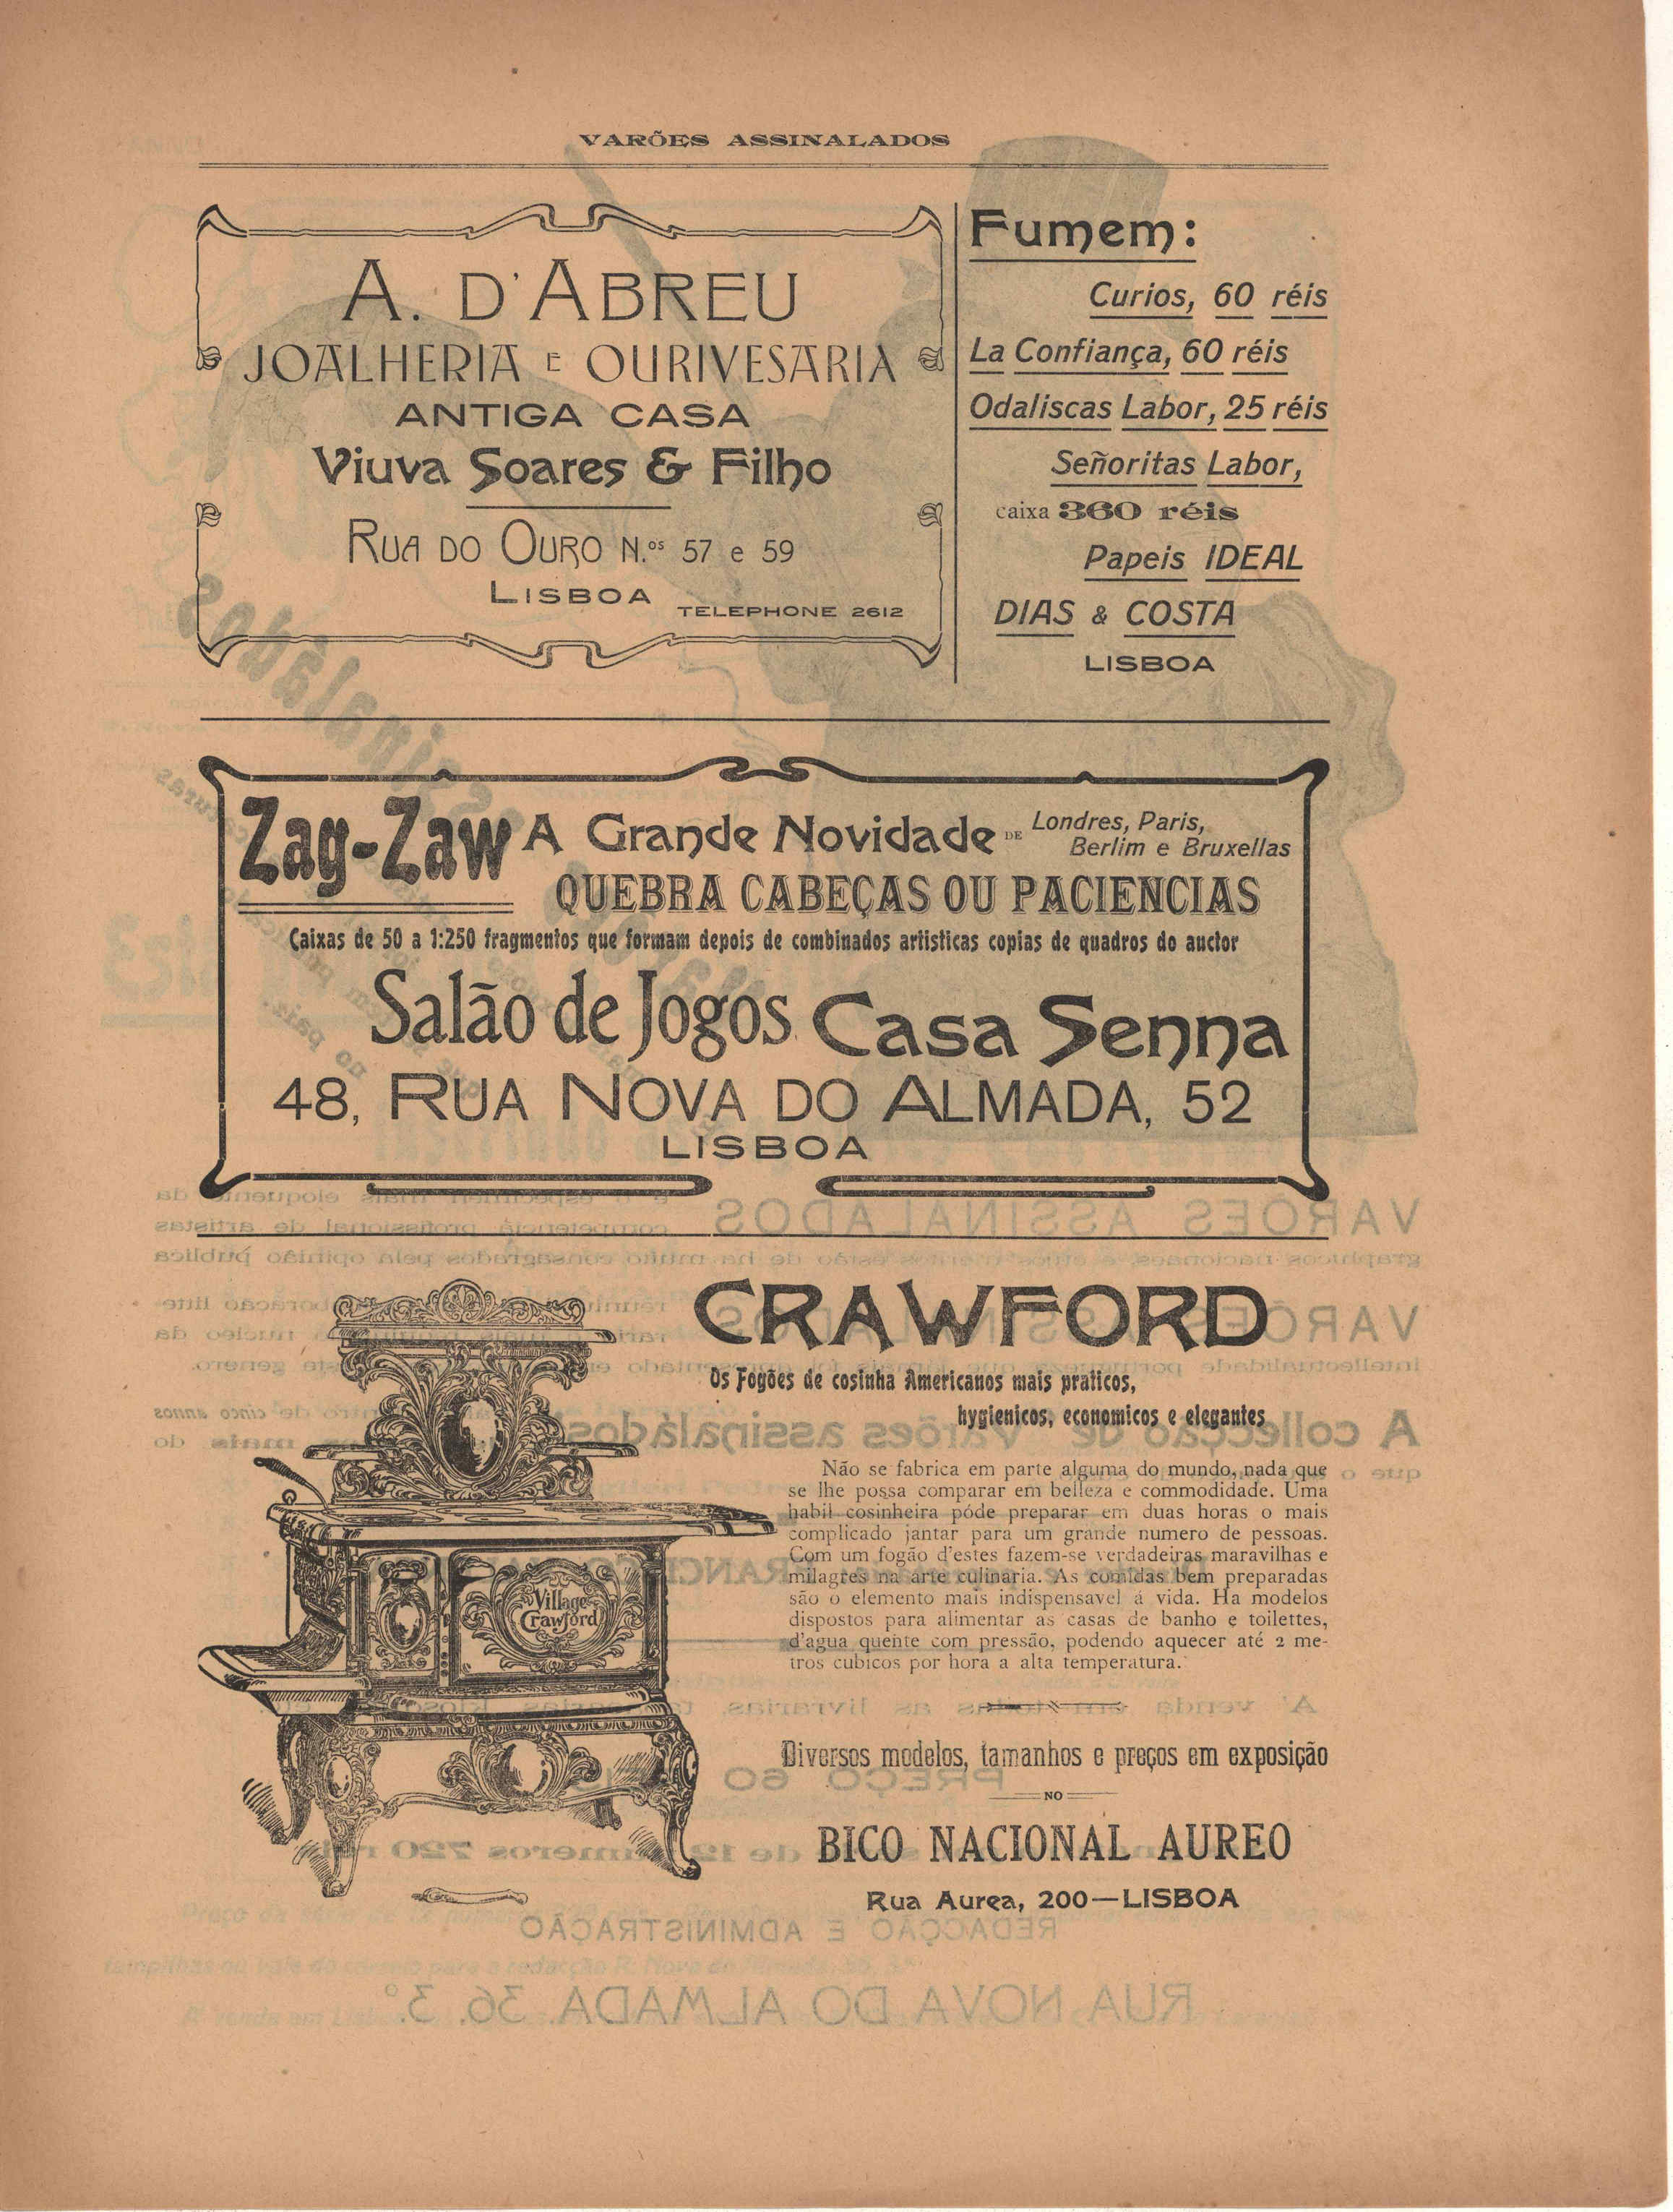 VARÕES ASSINALADOS
A. D'ABREU
JOALHERIA E OURIVESARIA
ANTIGA CASA
Viuva Soares & Filho
RUA DO OURO N.os 57 e 59
LISBOA
TELEPHONE 2612
Fumem:
Curios, 60 réis
La Confiança, 60 réis
Odaliscas Labor, 25 réis
Señoritas Labor,
caixa 360 réis
Papeis IDEAL
DIAS & COSTA
LISBOA
Zag-Zaw A Grande Novidade DE Londres, Paris,
Berlim e Bruxellas
QUEBRA CABEÇAS OU PACIENCIAS
Caixas de 50 a 1:250 fragmentos que formam depois de combinados artisticas copias de quadros do auctor
Salão de Jogos Casa Senna
48, RUA NOVA DO ALMADA, 52
LISBOA
CRAWFORD
Os Fogões de cosinha Americanos mais praticos,
hygienicos, economicos e elegantes
Não se fabrica em parte alguma do mundo, nada que
se lhe possa comparar em belleza e commodidade. Uma
habil cosinheira póde preparar em duas horas o mais
complicado jantar para um grande numero de pessoas.
Com um fogão d'estes fazem-se verdadeiras maravilhas e
milagres na arte culinaria. As comidas bem preparadas
são o elemento mais indispensavel á vida. Ha modelos
dispostos para alimentar as casas de banho e toilettes,
d'agua quente com pressão, podendo aquecer até 2 me-
tros cubicos por hora a alta temperatura.
Village
Crawford
Diversos modelos, tamanhos e preços em exposição
NO
BICO NACIONAL AUREO
Rua Aurea, 200—LISBOA